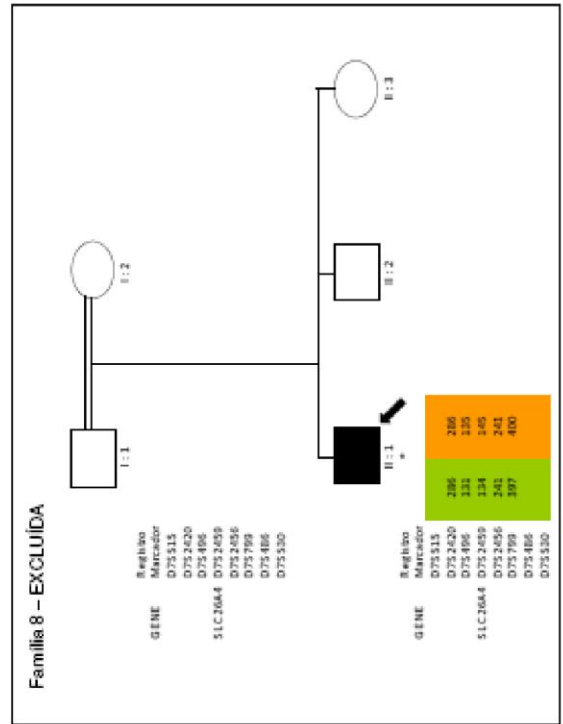 Família 8 – EXCLUÍDA
I : 1
I : 2
GENE
Registro
Marcador
D7S515
D7S2420
D7S496
SLC26A4 D7S2459
D7S2456
D7S799
D7S486
D7S530
II : 1
*
II : 2
II : 3
GENE
Registro
Marcador
D7S515
D7S2420 286 286
D7S496 131 135
SLC26A4 D7S2459 134 145
D7S2456 241 241
D7S799 397 400
D7S486
D7S530